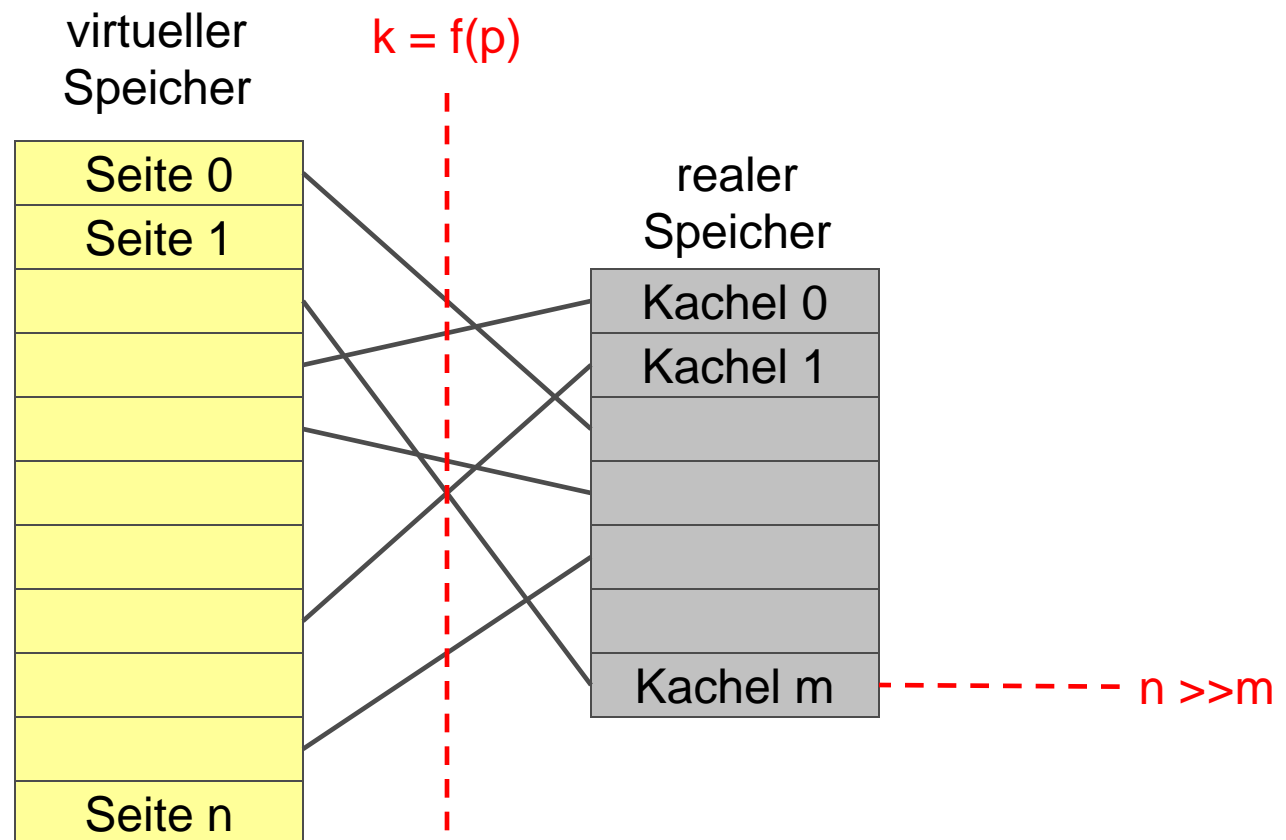 virtueller
Speicher
k = f(p)
Seite 0
Seite 1
Seite n
realer
Speicher
Kachel 0
Kachel 1
Kachel m
n >>m